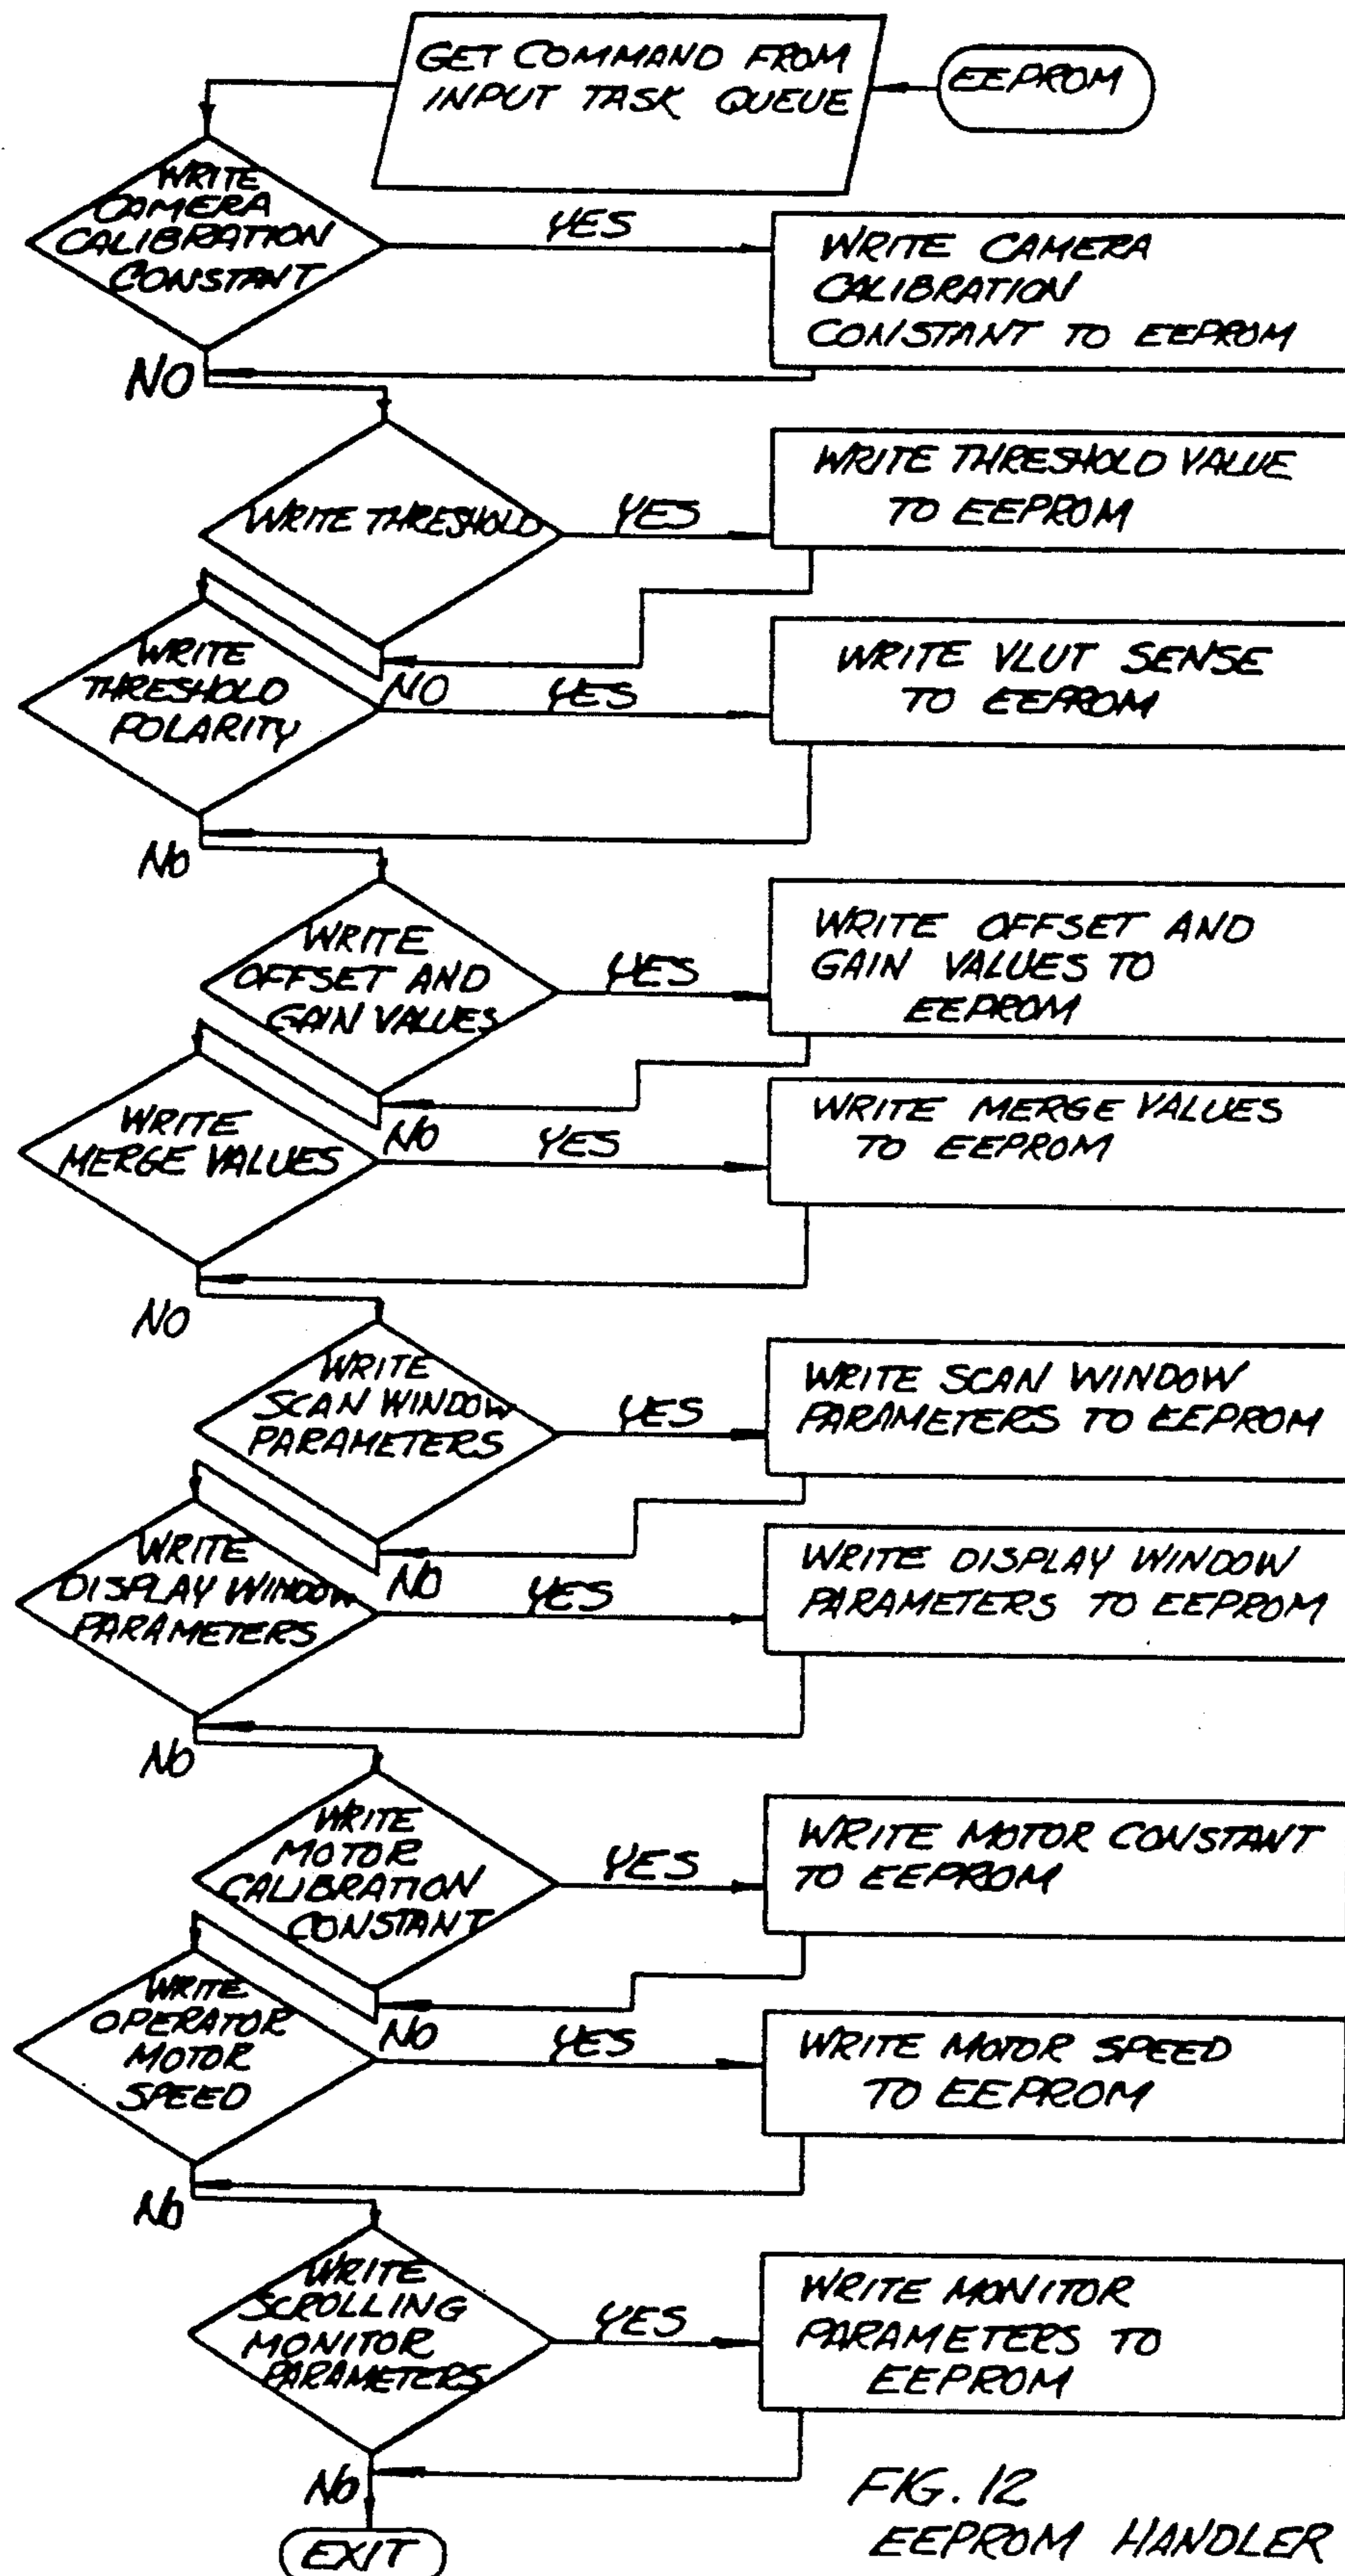 GET COMMAND FROM
INPUT TASK QUEUE
EEPROM
WRITE
CAMERA
CALIBRATION
CONSTANT
YES
WRITE CAMERA
CALIBRATION
CONSTANT TO EEPROM
NO
WRITE THRESHOLD
YES
WRITE THRESHOLD VALUE
TO EEPROM
NO
WRITE
THRESHOLD
POLARITY
YES
WRITE VLUT SENSE
TO EEPROM
NO
WRITE
OFFSET AND
GAIN VALUES
YES
WRITE OFFSET AND
GAIN VALUES TO
EEPROM
NO
WRITE
MERGE VALUES
YES
WRITE MERGE VALUES
TO EEPROM
NO
WRITE
SCAN WINDOW
PARAMETERS
YES
WRITE SCAN WINDOW
PARAMETERS TO EEPROM
NO
WRITE
DISPLAY WINDOW
PARAMETERS
YES
WRITE DISPLAY WINDOW
PARAMETERS TO EEPROM
NO
WRITE
MOTOR
CALIBRATION
CONSTANT
YES
WRITE MOTOR CONSTANT
TO EEPROM
NO
WRITE
OPERATOR
MOTOR
SPEED
YES
WRITE MOTOR SPEED
TO EEPROM
NO
WRITE
SCROLLING
MONITOR
PARAMETERS
YES
WRITE MONITOR
PARAMETERS TO
EEPROM
NO
EXIT
FIG. 12
EEPROM HANDLER